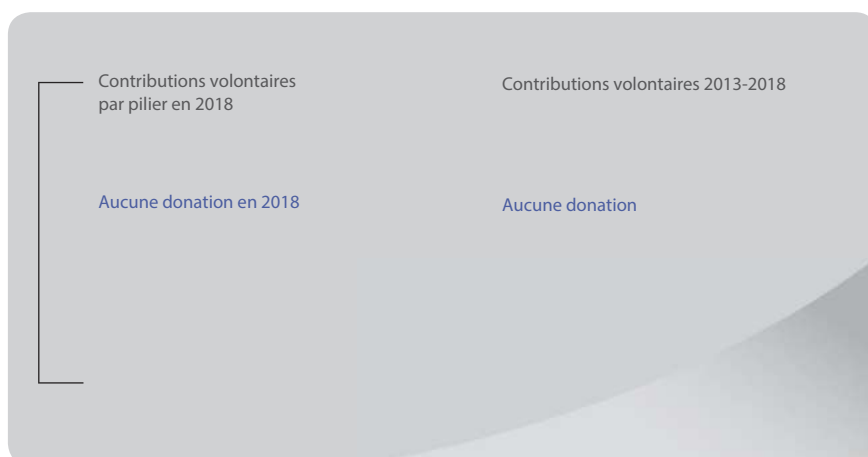 Contributions volontaires
par pilier en 2018
Aucune donation en 2018
Contributions volontaires 2013-2018
Aucune donation